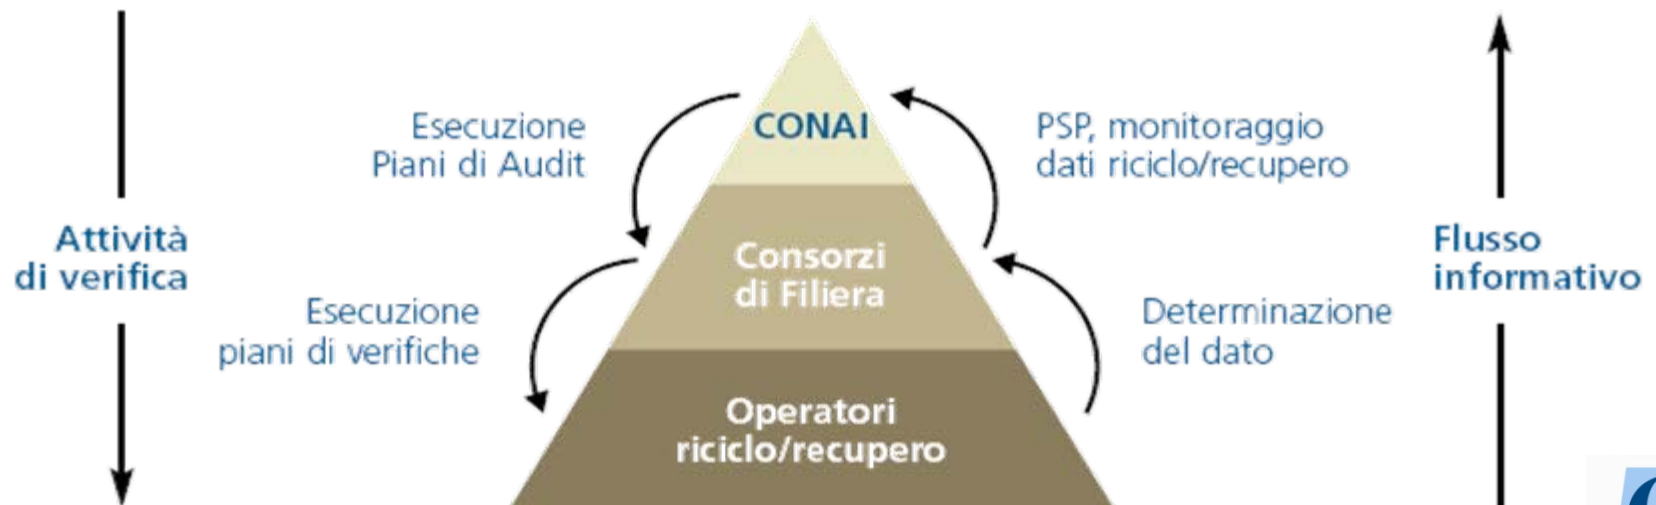 Esecuzione
Piani di Audit
CONAI
PSP, monitoraggio
dati riciclo/recupero
Attività
di verifica
Consorzi
di Filiera
Flusso
informativo
Esecuzione
piani di verifiche
Determinazione
del dato
Operatori
riciclo/recupero